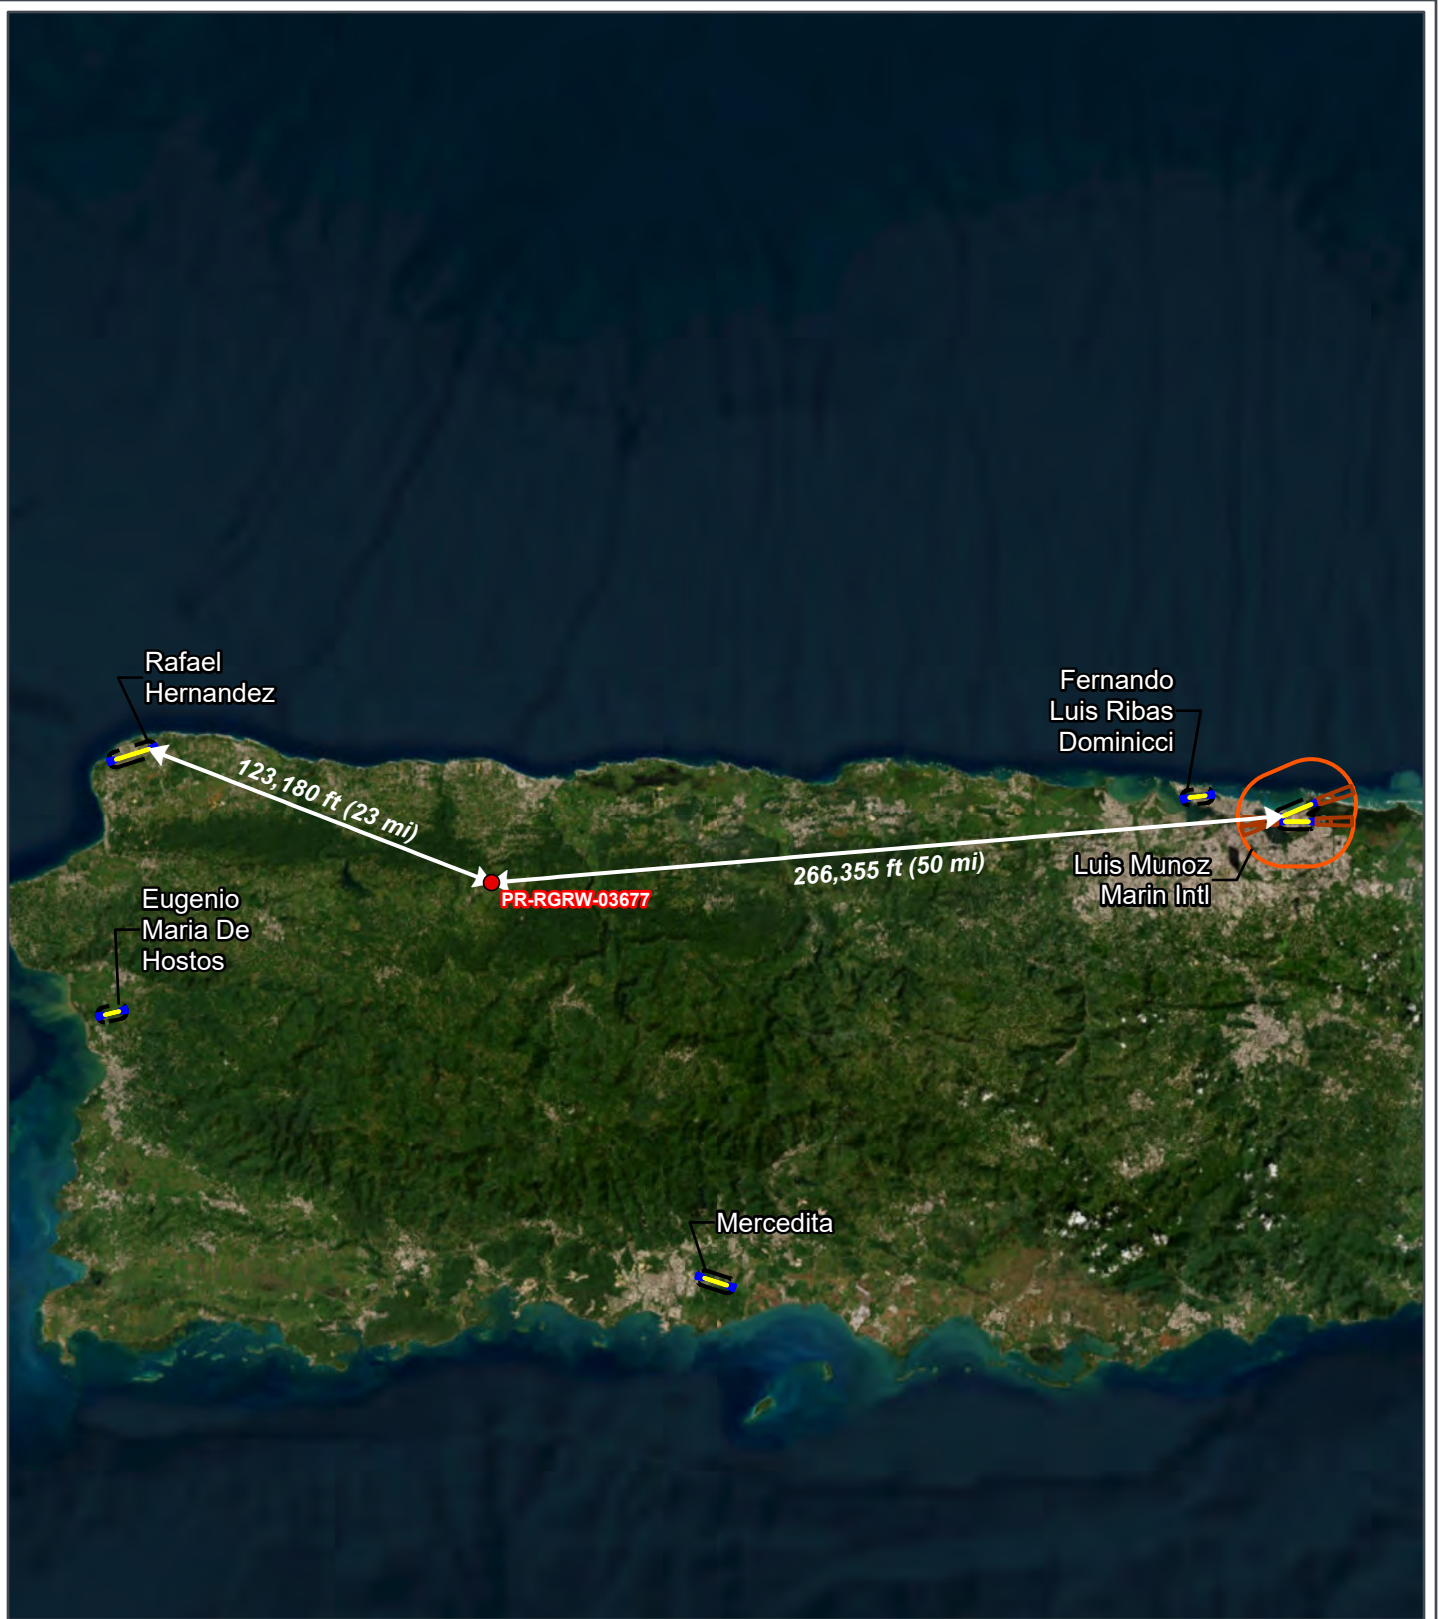 Rafael
Hernandez
Fernando
Luis Ribas
Dominicci
123,180 ft (23 mi)
266,355 ft (50 mi)
Luis Munoz
Marin Intl
PR-RGRW-03677
Eugenio
Maria De
Hostos
Mercedita